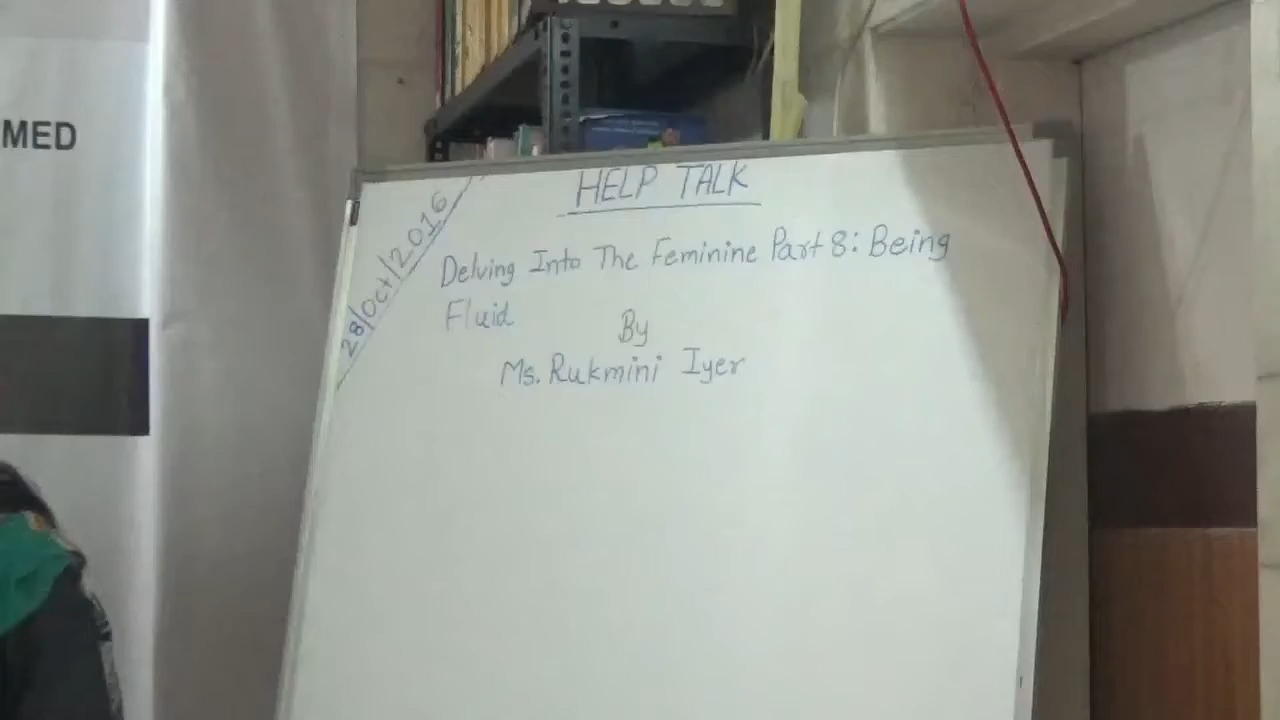 MED
HELP TALK
28/Oct/2016
Delving Into The Feminine Part 8: Being
Fluid
By
Ms. Rukmini Iyer